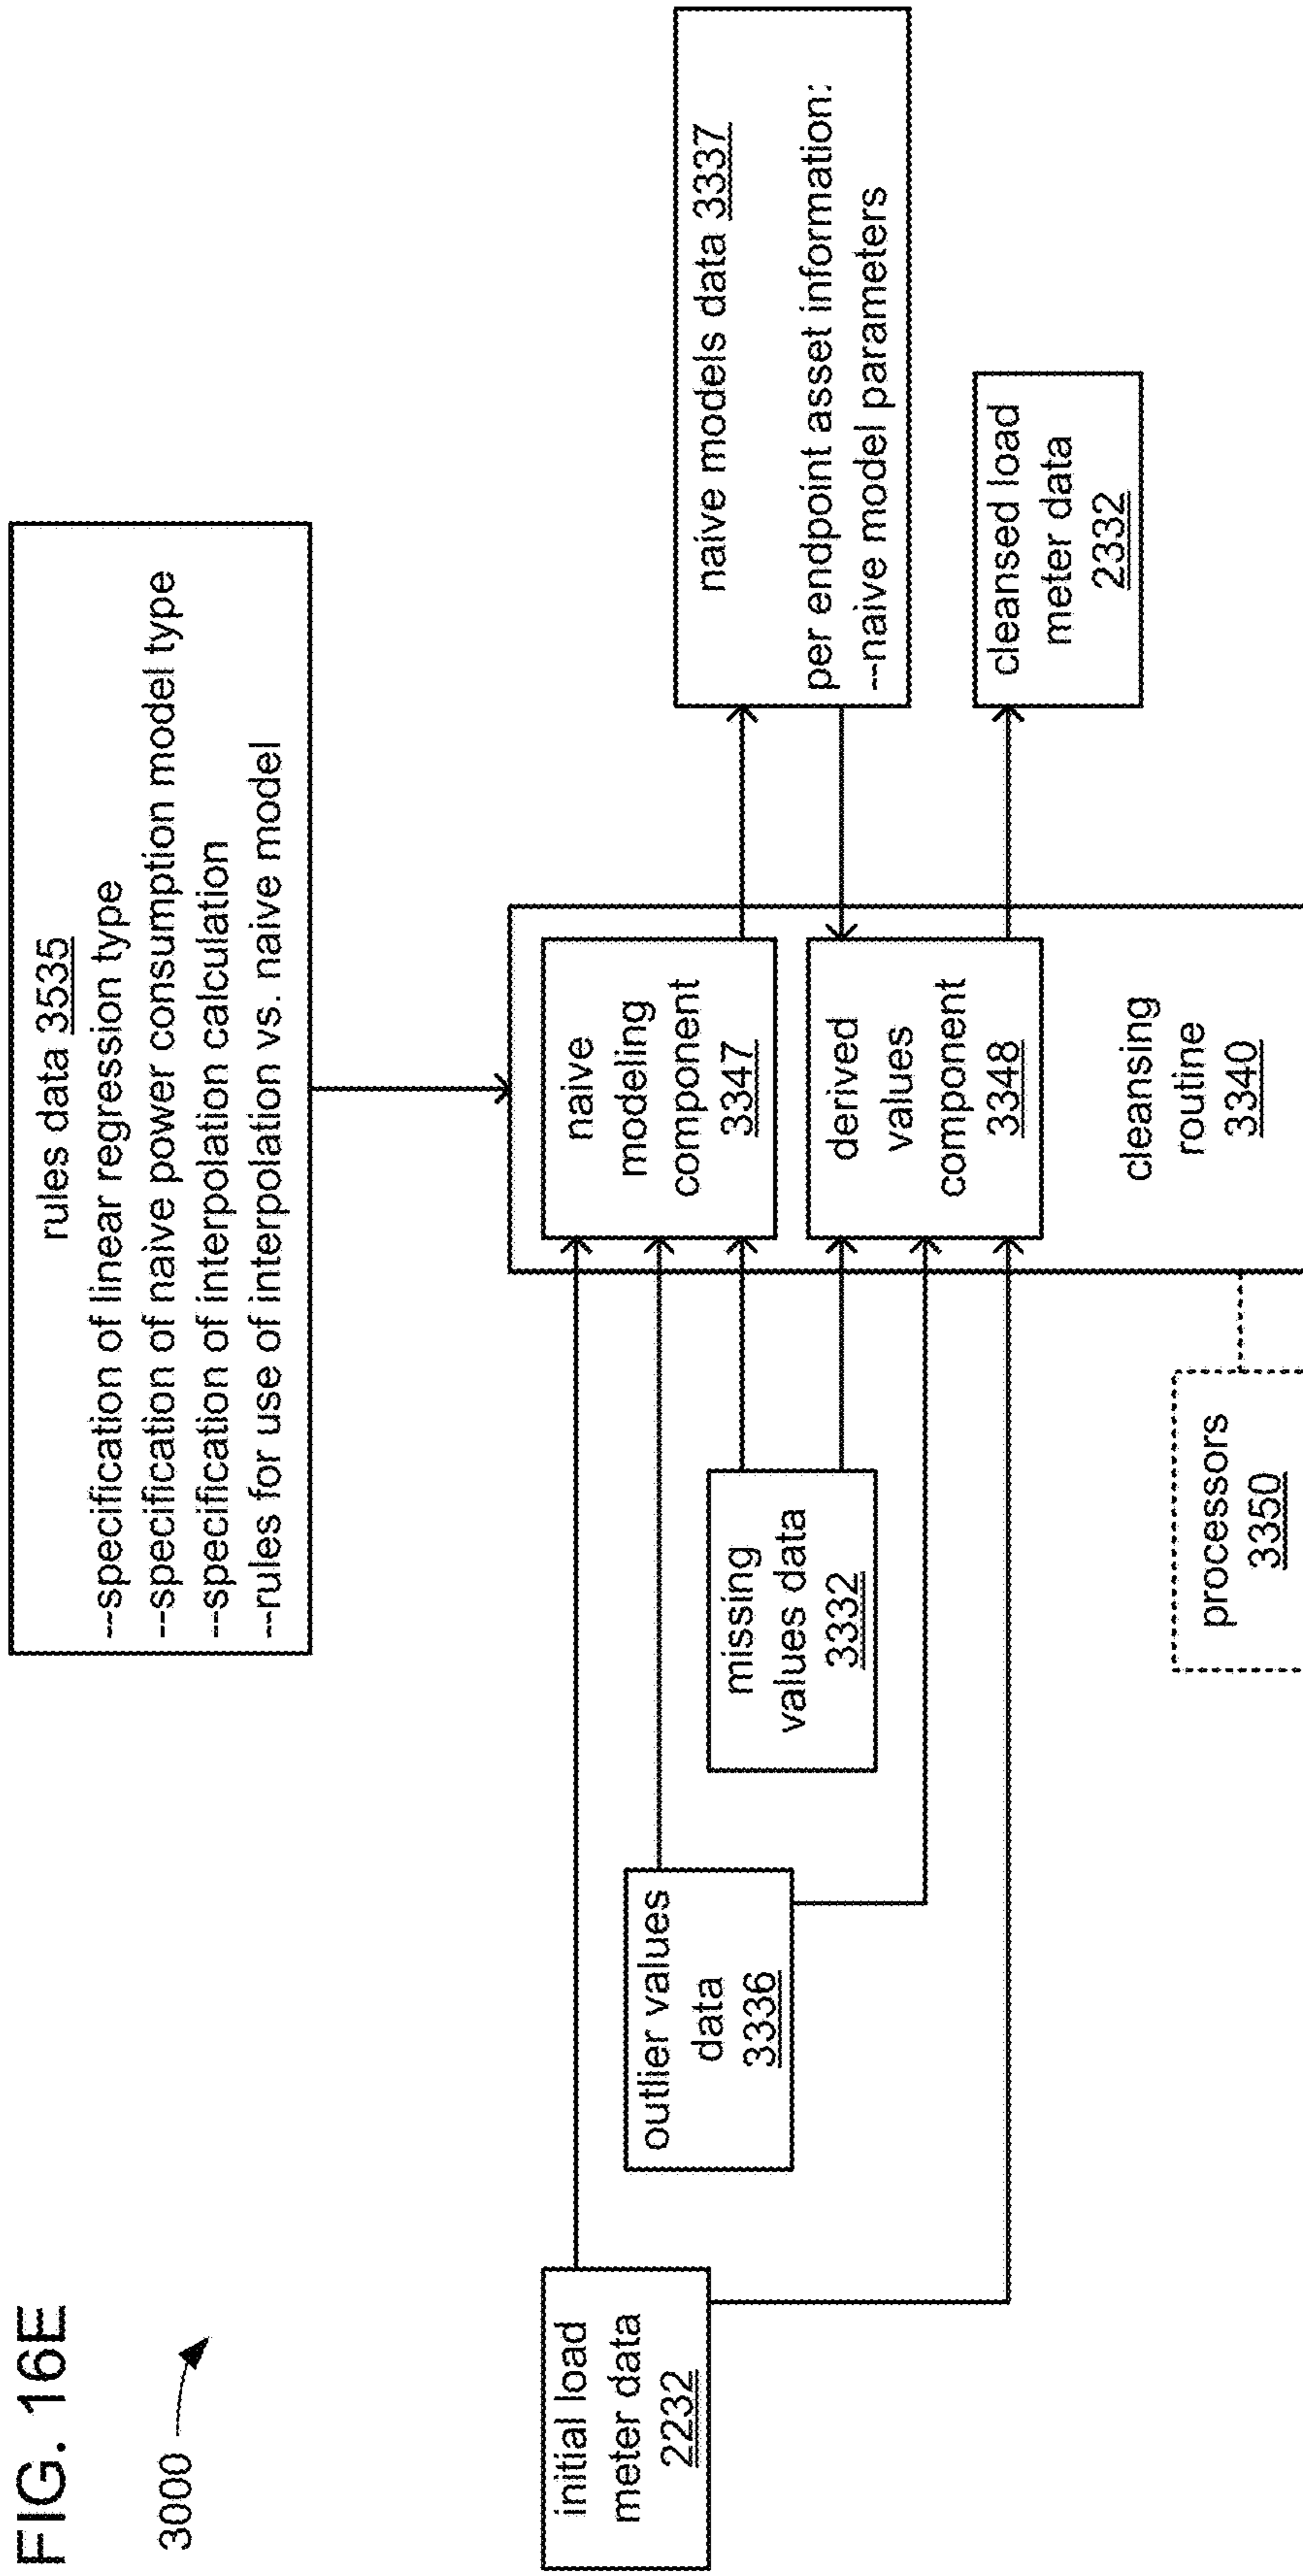 FIG. 16E
3000
rules data 3535
--specification of linear regression type
--specification of naive power consumption model type
--specification of interpolation calculation
--rules for use of interpolation vs. naive model
initial load
meter data
2232
outlier values
data
3336
missing
values data
3332
naive
modeling
component
3347
derived
values
component
3348
cleansing
routine
3340
processors
3350
naive models data 3337
per endpoint asset information:
--naive model parameters
cleansed load
meter data
2332